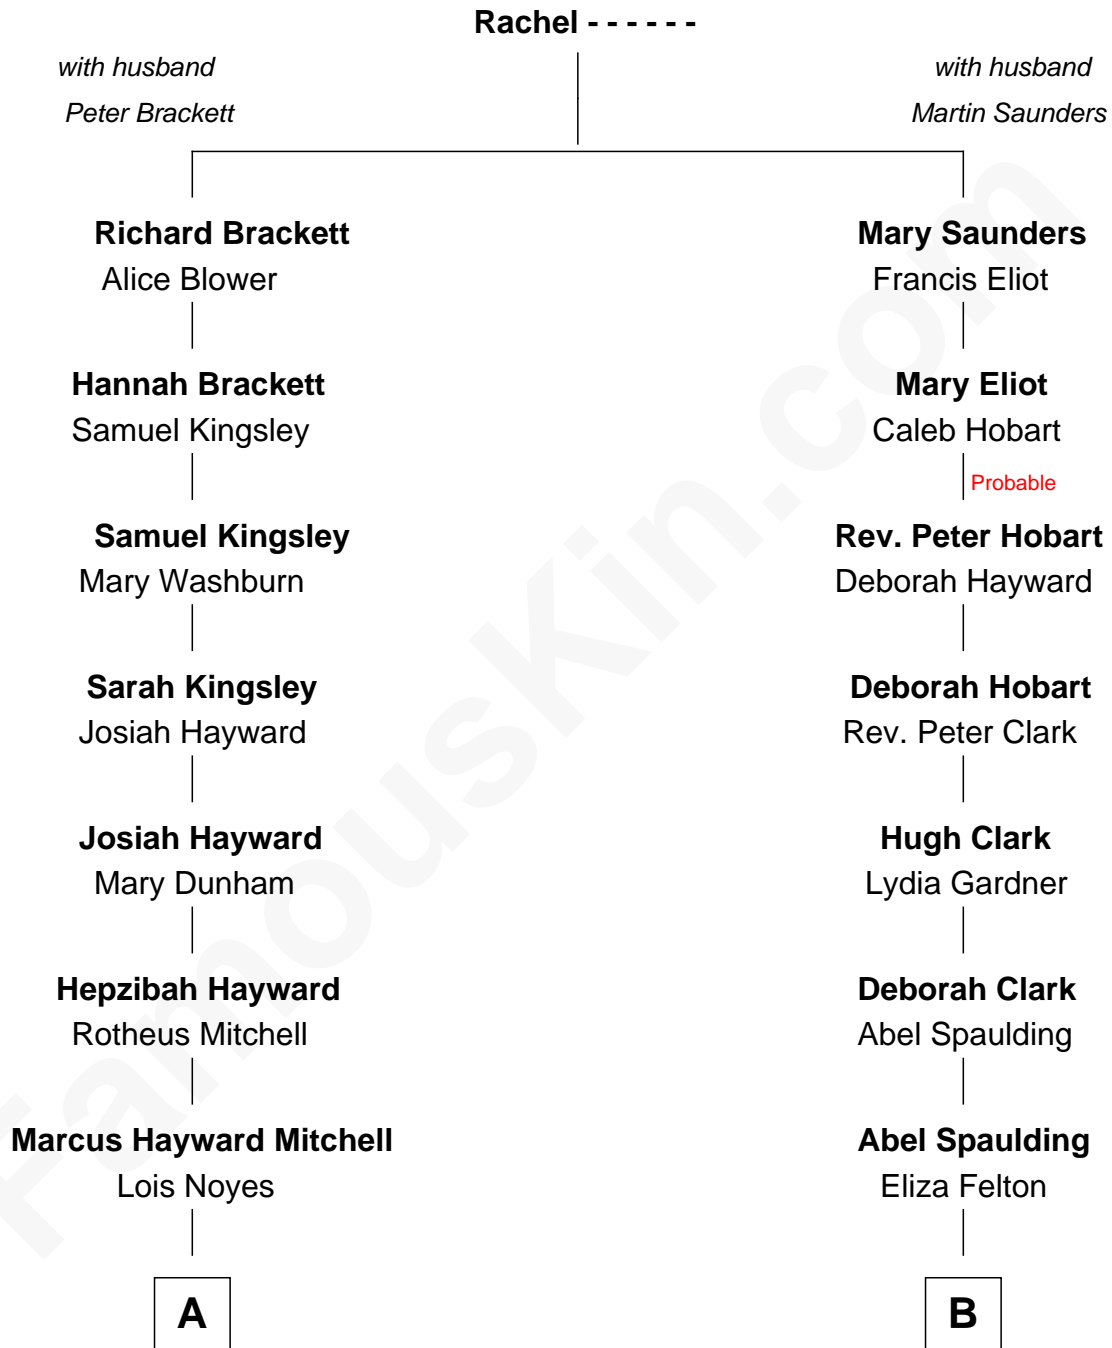 Rachel - - - - - -
with husband
Peter Brackett
with husband
Martin Saunders
Richard Brackett
Alice Blower
Mary Saunders
Francis Eliot
Hannah Brackett
Samuel Kingsley
Mary Eliot
Caleb Hobart
Probable
Samuel Kingsley
Mary Washburn
Rev. Peter Hobart
Deborah Hayward
Sarah Kingsley
Josiah Hayward
Deborah Hobart
Rev. Peter Clark
Josiah Hayward
Mary Dunham
Hugh Clark
Lydia Gardner
Hepzibah Hayward
Rotheus Mitchell
Deborah Clark
Abel Spaulding
Marcus Hayward Mitchell
Lois Noyes
Abel Spaulding
Eliza Felton
A
B
FamousKin.com